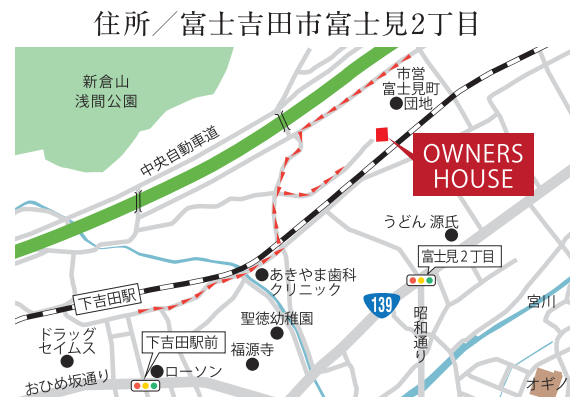 住所／富士吉田市富士見2丁目
新倉山
浅間公園
市営
富士見町
団地
中央自動車道
OWNERS
HOUSE
うどん 源氏
富士見2丁目
あきやま歯科
クリニック
下吉田駅
139
宮川
昭和通り
聖徳幼稚園
ドラッグ
セイムス
下吉田駅前
福源寺
ローソン
おひめ坂通り
オギノ